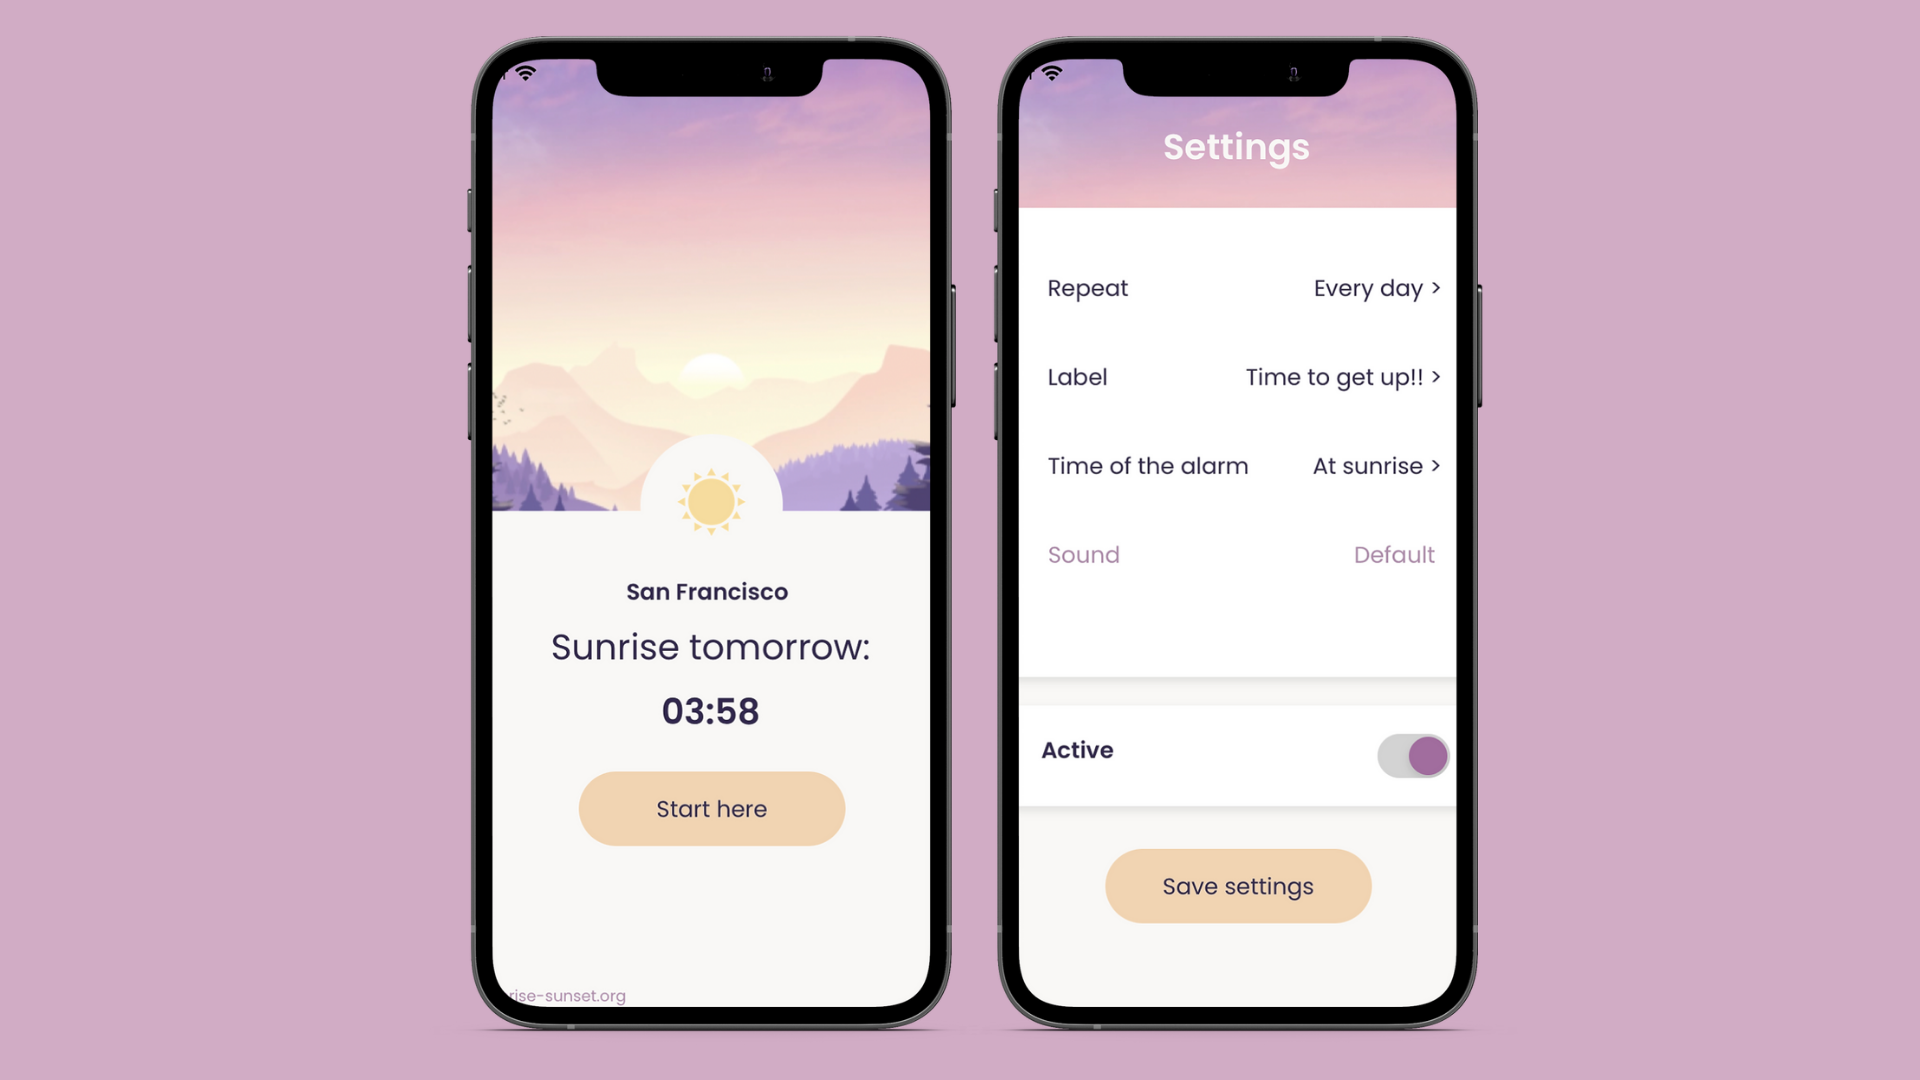 San Francisco
Sunrise tomorrow:
03:58
Start here
rise-sunset.org
Settings
Repeat Every day >
Label Time to get up!! >
Time of the alarm At sunrise >
Sound Default
Active
Save settings